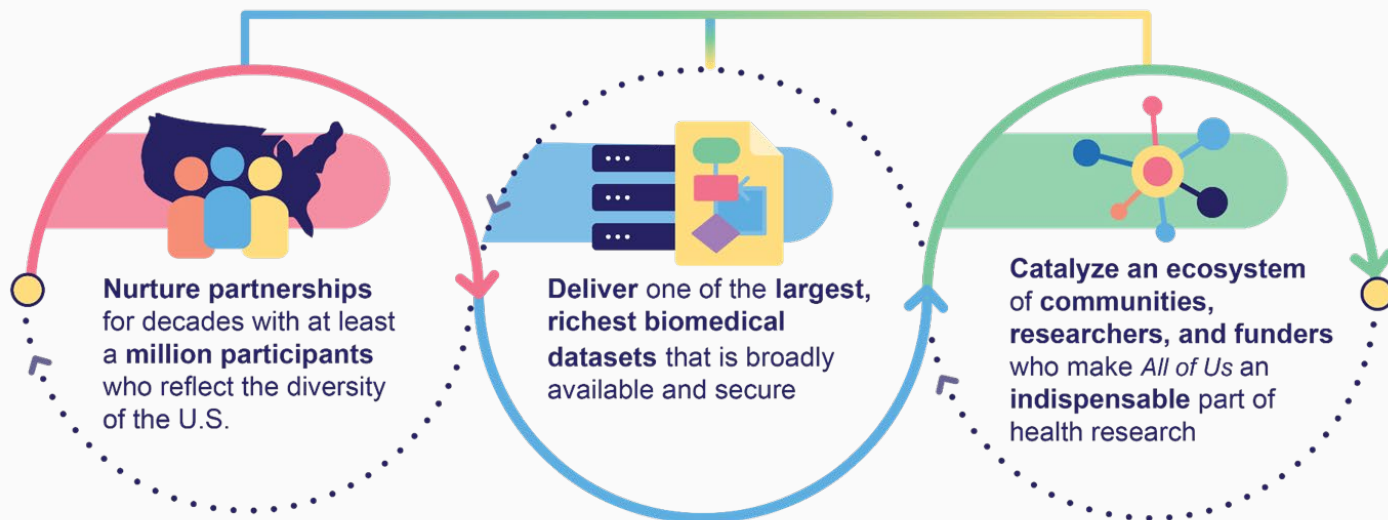 Nurture partnerships
for decades with at least
a million participants
who reflect the diversity
of the U.S.
Deliver one of the largest,
richest biomedical
datasets that is broadly
available and secure
Catalyze an ecosystem
of communities,
researchers, and funders
who make All of Us an
indispensable part of
health research